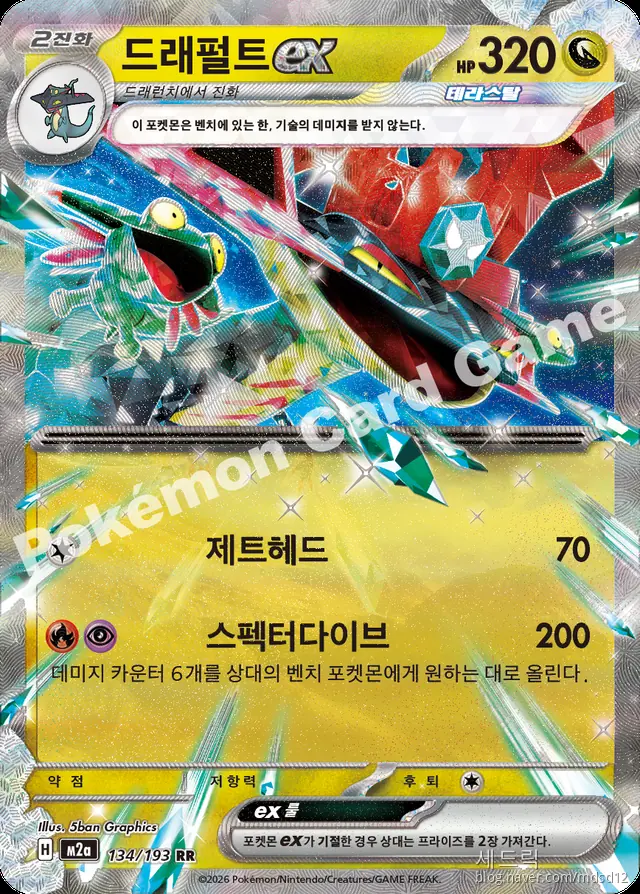 2진화
드래펄트 ex
HP 320
드래런치에서 진화
테라스탈
이 포켓몬은 벤치에 있는 한, 기술의 데미지를 받지 않는다.
Pokémon Card Game
제트헤드 70
스펙터다이브 200
데미지 카운터 6개를 상대의 벤치 포켓몬에게 원하는 대로 올린다.
약 점 저항력 후 퇴
ex 룰
포켓몬 ex가 기절한 경우 상대는 프라이즈를 2장 가져간다.
Illus. 5ban Graphics
H M2a 134/193 RR
©2026 Pokémon/Nintendo/Creatures/GAME FREAK.
세드릭
blog.naver.com/mdsd12